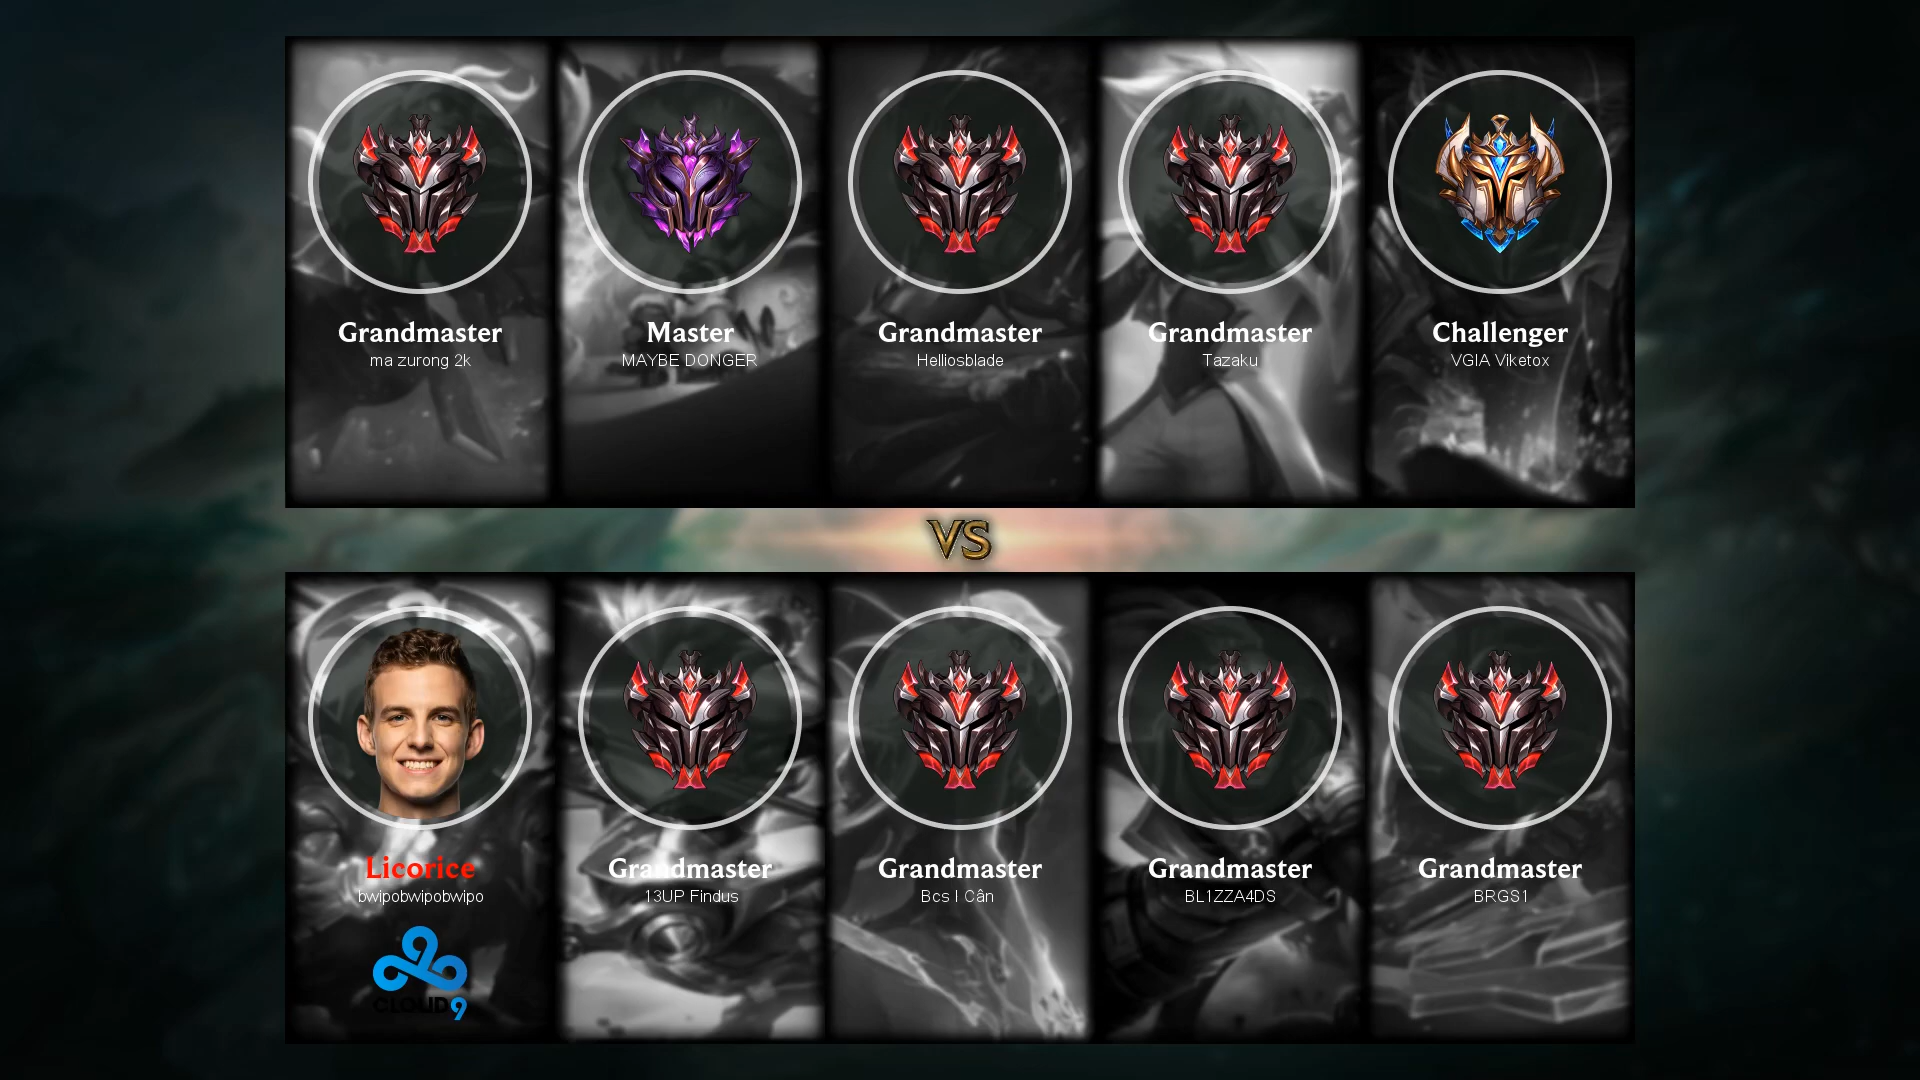 Grandmaster
ma zurong 2k
Master
MAYBE DONGER
Grandmaster
Helliosblade
Grandmaster
Tazaku
Challenger
VGIA Viketox
VS
Licorice
bwipobwipobwipo
CLOUD9
Grandmaster
13UP Findus
Grandmaster
Bcs I Cân
Grandmaster
BL1ZZA4DS
Grandmaster
BRGS1